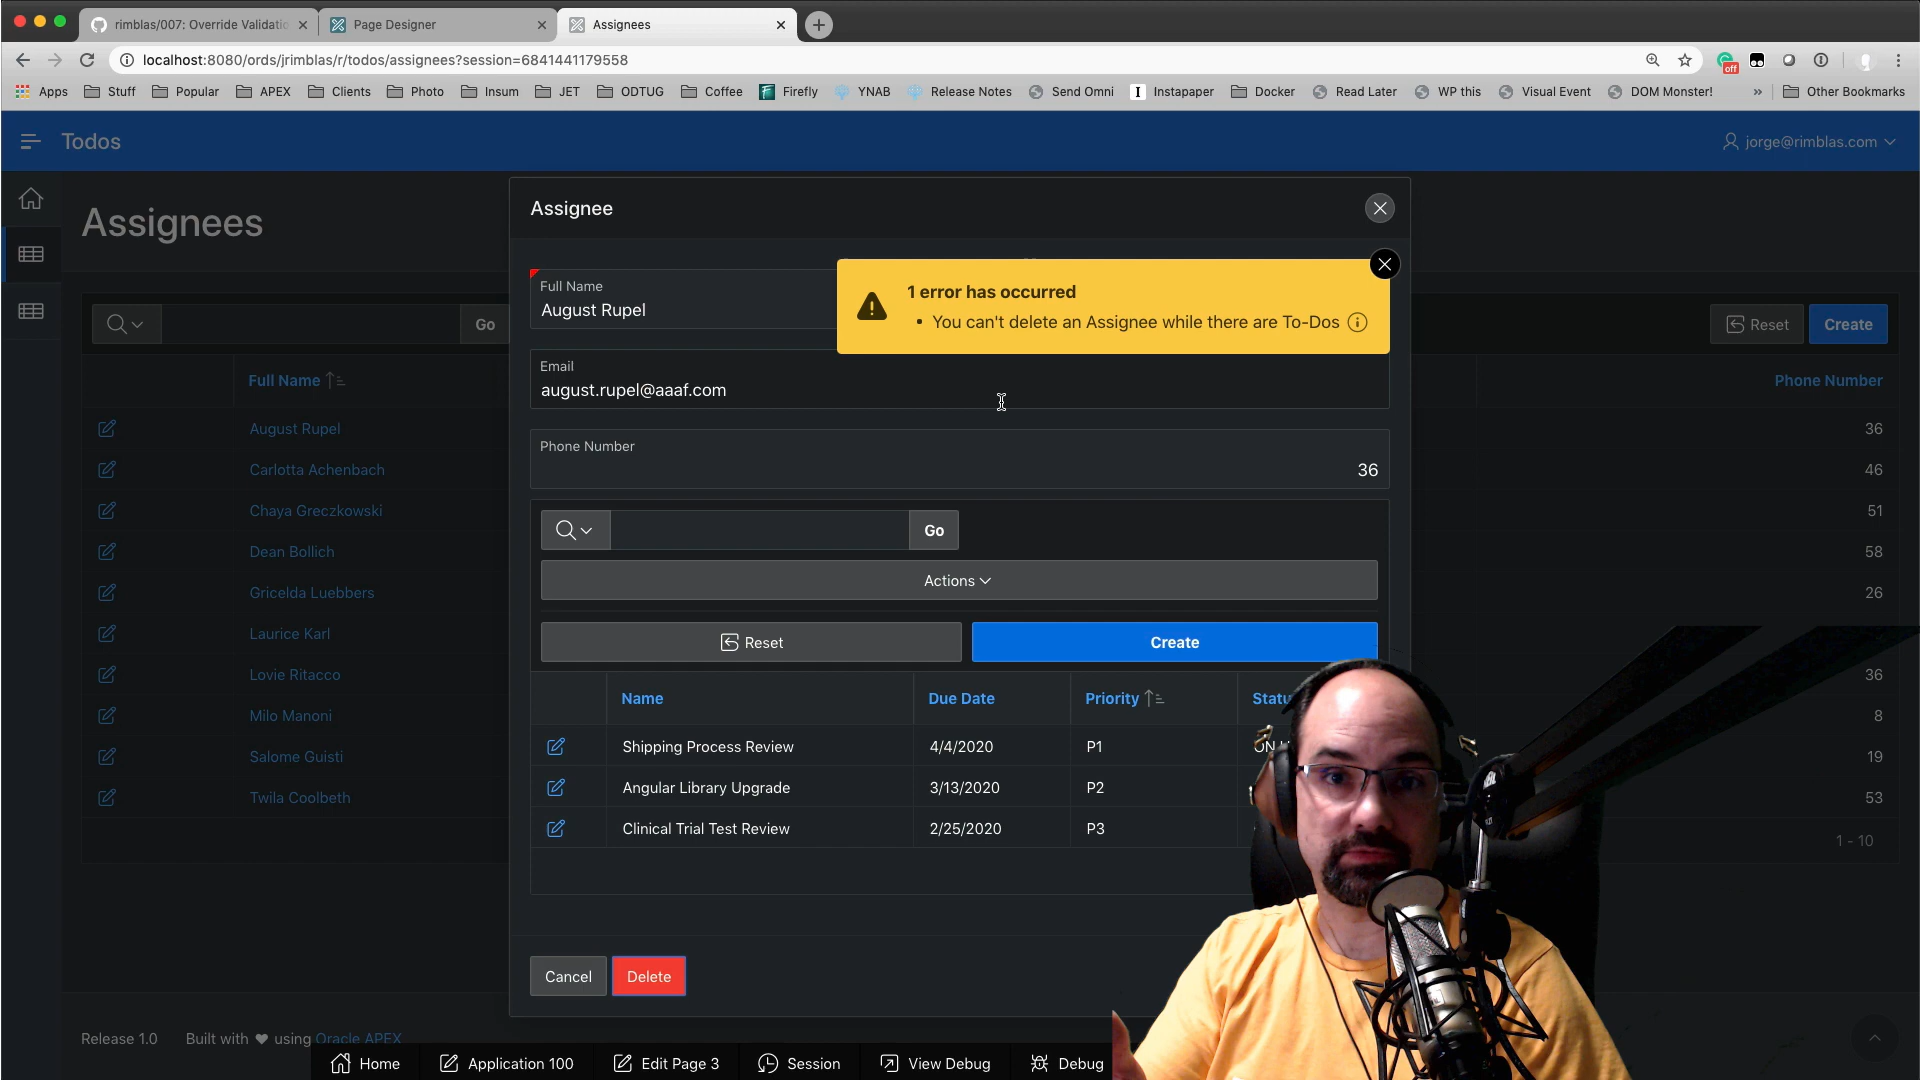 rimblas/007: Override Validatio
Page Designer
Assignees
localhost:8080/ords/jrimblas/r/todos/assignees?session=6841441179558
off
Apps Stuff Popular APEX Clients Photo Insum JET ODTUG Coffee Firefly YNAB Release Notes Send Omni Instapaper Docker Read Later WP this Visual Event DOM Monster! » Other Bookmarks
Todos
jorge@rimblas.com
Assignees
Go
Reset
Create
Full Name
Phone Number
August Rupel 36
Carlotta Achenbach 46
Chaya Greczkowski 51
Dean Bollich 58
Gricelda Luebbers 26
Laurice Karl
Lovie Ritacco 36
Milo Manoni 8
Salome Guisti 19
Twila Coolbeth 53
1 - 10
Assignee
Full Name
August Rupel
1 error has occurred
• You can't delete an Assignee while there are To-Dos
Email
august.rupel@aaaf.com
Phone Number
36
Go
Actions
Reset
Create
Name Due Date Priority Statu
Shipping Process Review 4/4/2020 P1
Angular Library Upgrade 3/13/2020 P2
Clinical Trial Test Review 2/25/2020 P3
Cancel
Delete
Release 1.0
Built with ♥ using Oracle APEX
Home
Application 100
Edit Page 3
Session
View Debug
Debug